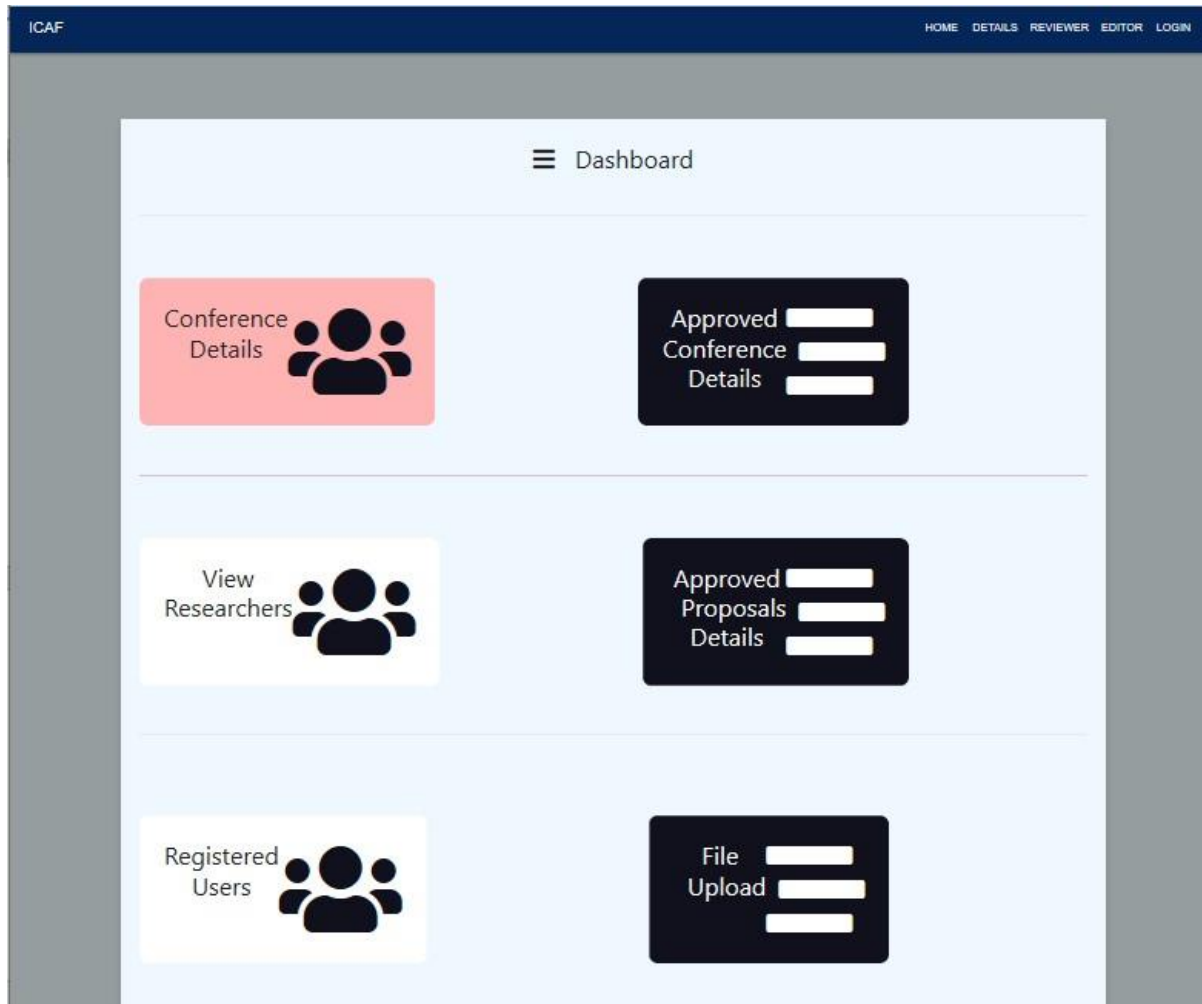 ICAF
HOME DETAILS REVIEWER EDITOR LOGIN
Dashboard
Conference
Details
Approved
Conference
Details
View
Researchers
Approved
Proposals
Details
Registered
Users
File
Upload